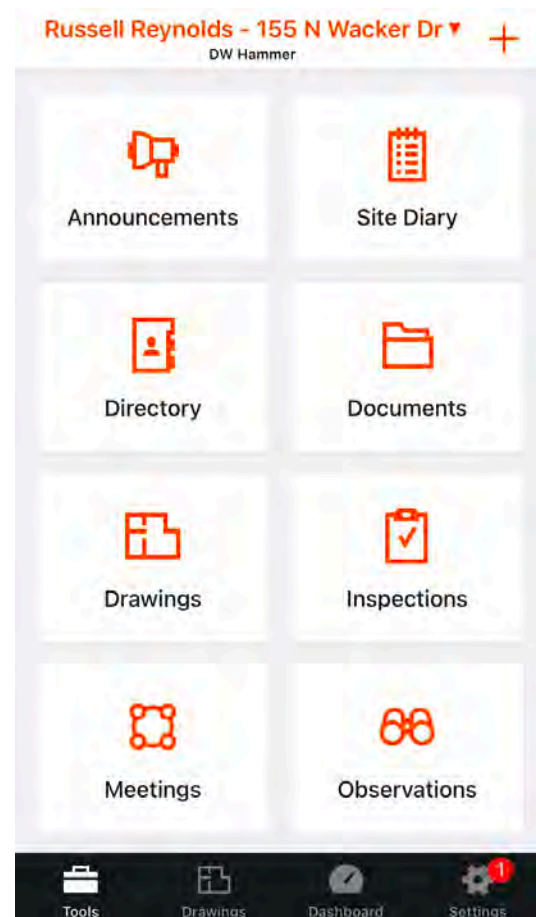 Russell Reynolds - 155 N Wacker Dr ▼
DW Hammer
Announcements
Site Diary
Directory
Documents
Drawings
Inspections
Meetings
Observations
1
Tools
Drawings
Dashboard
Settings